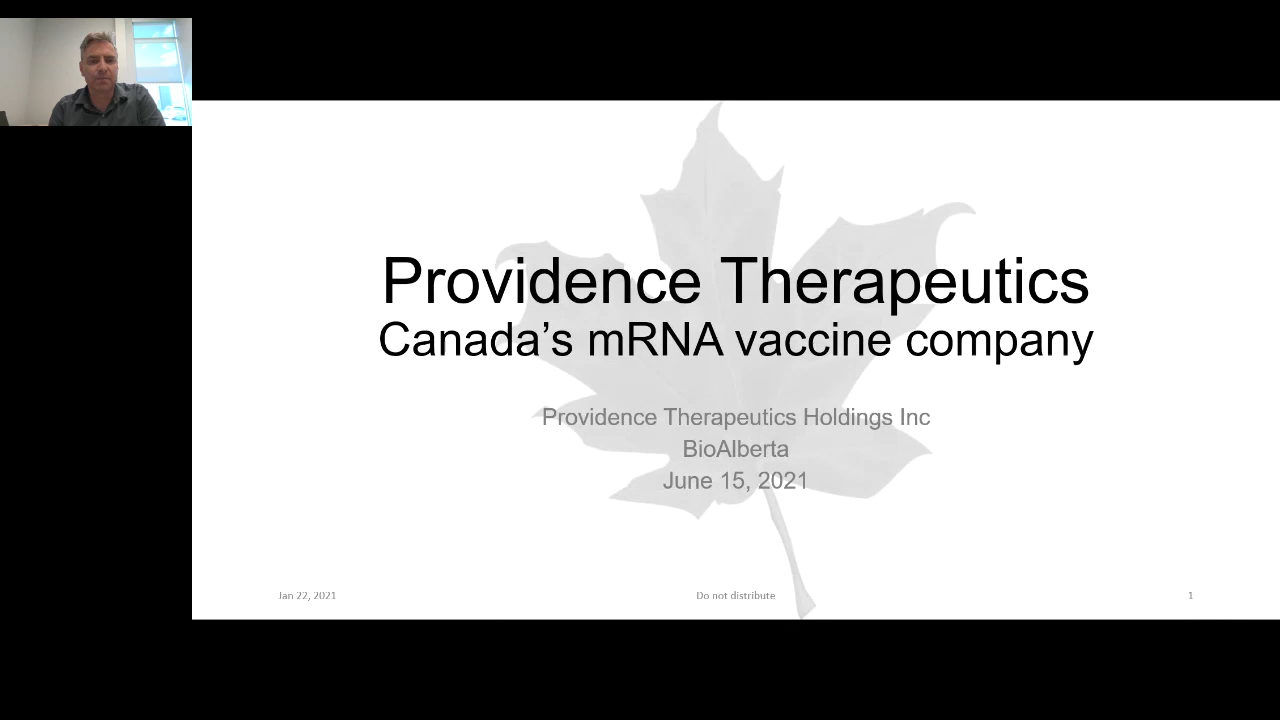 Providence Therapeutics
Canada’s mRNA vaccine company
Providence Therapeutics Holdings Inc
BioAlberta
June 15, 2021
Jan 22, 2021
Do not distribute
1